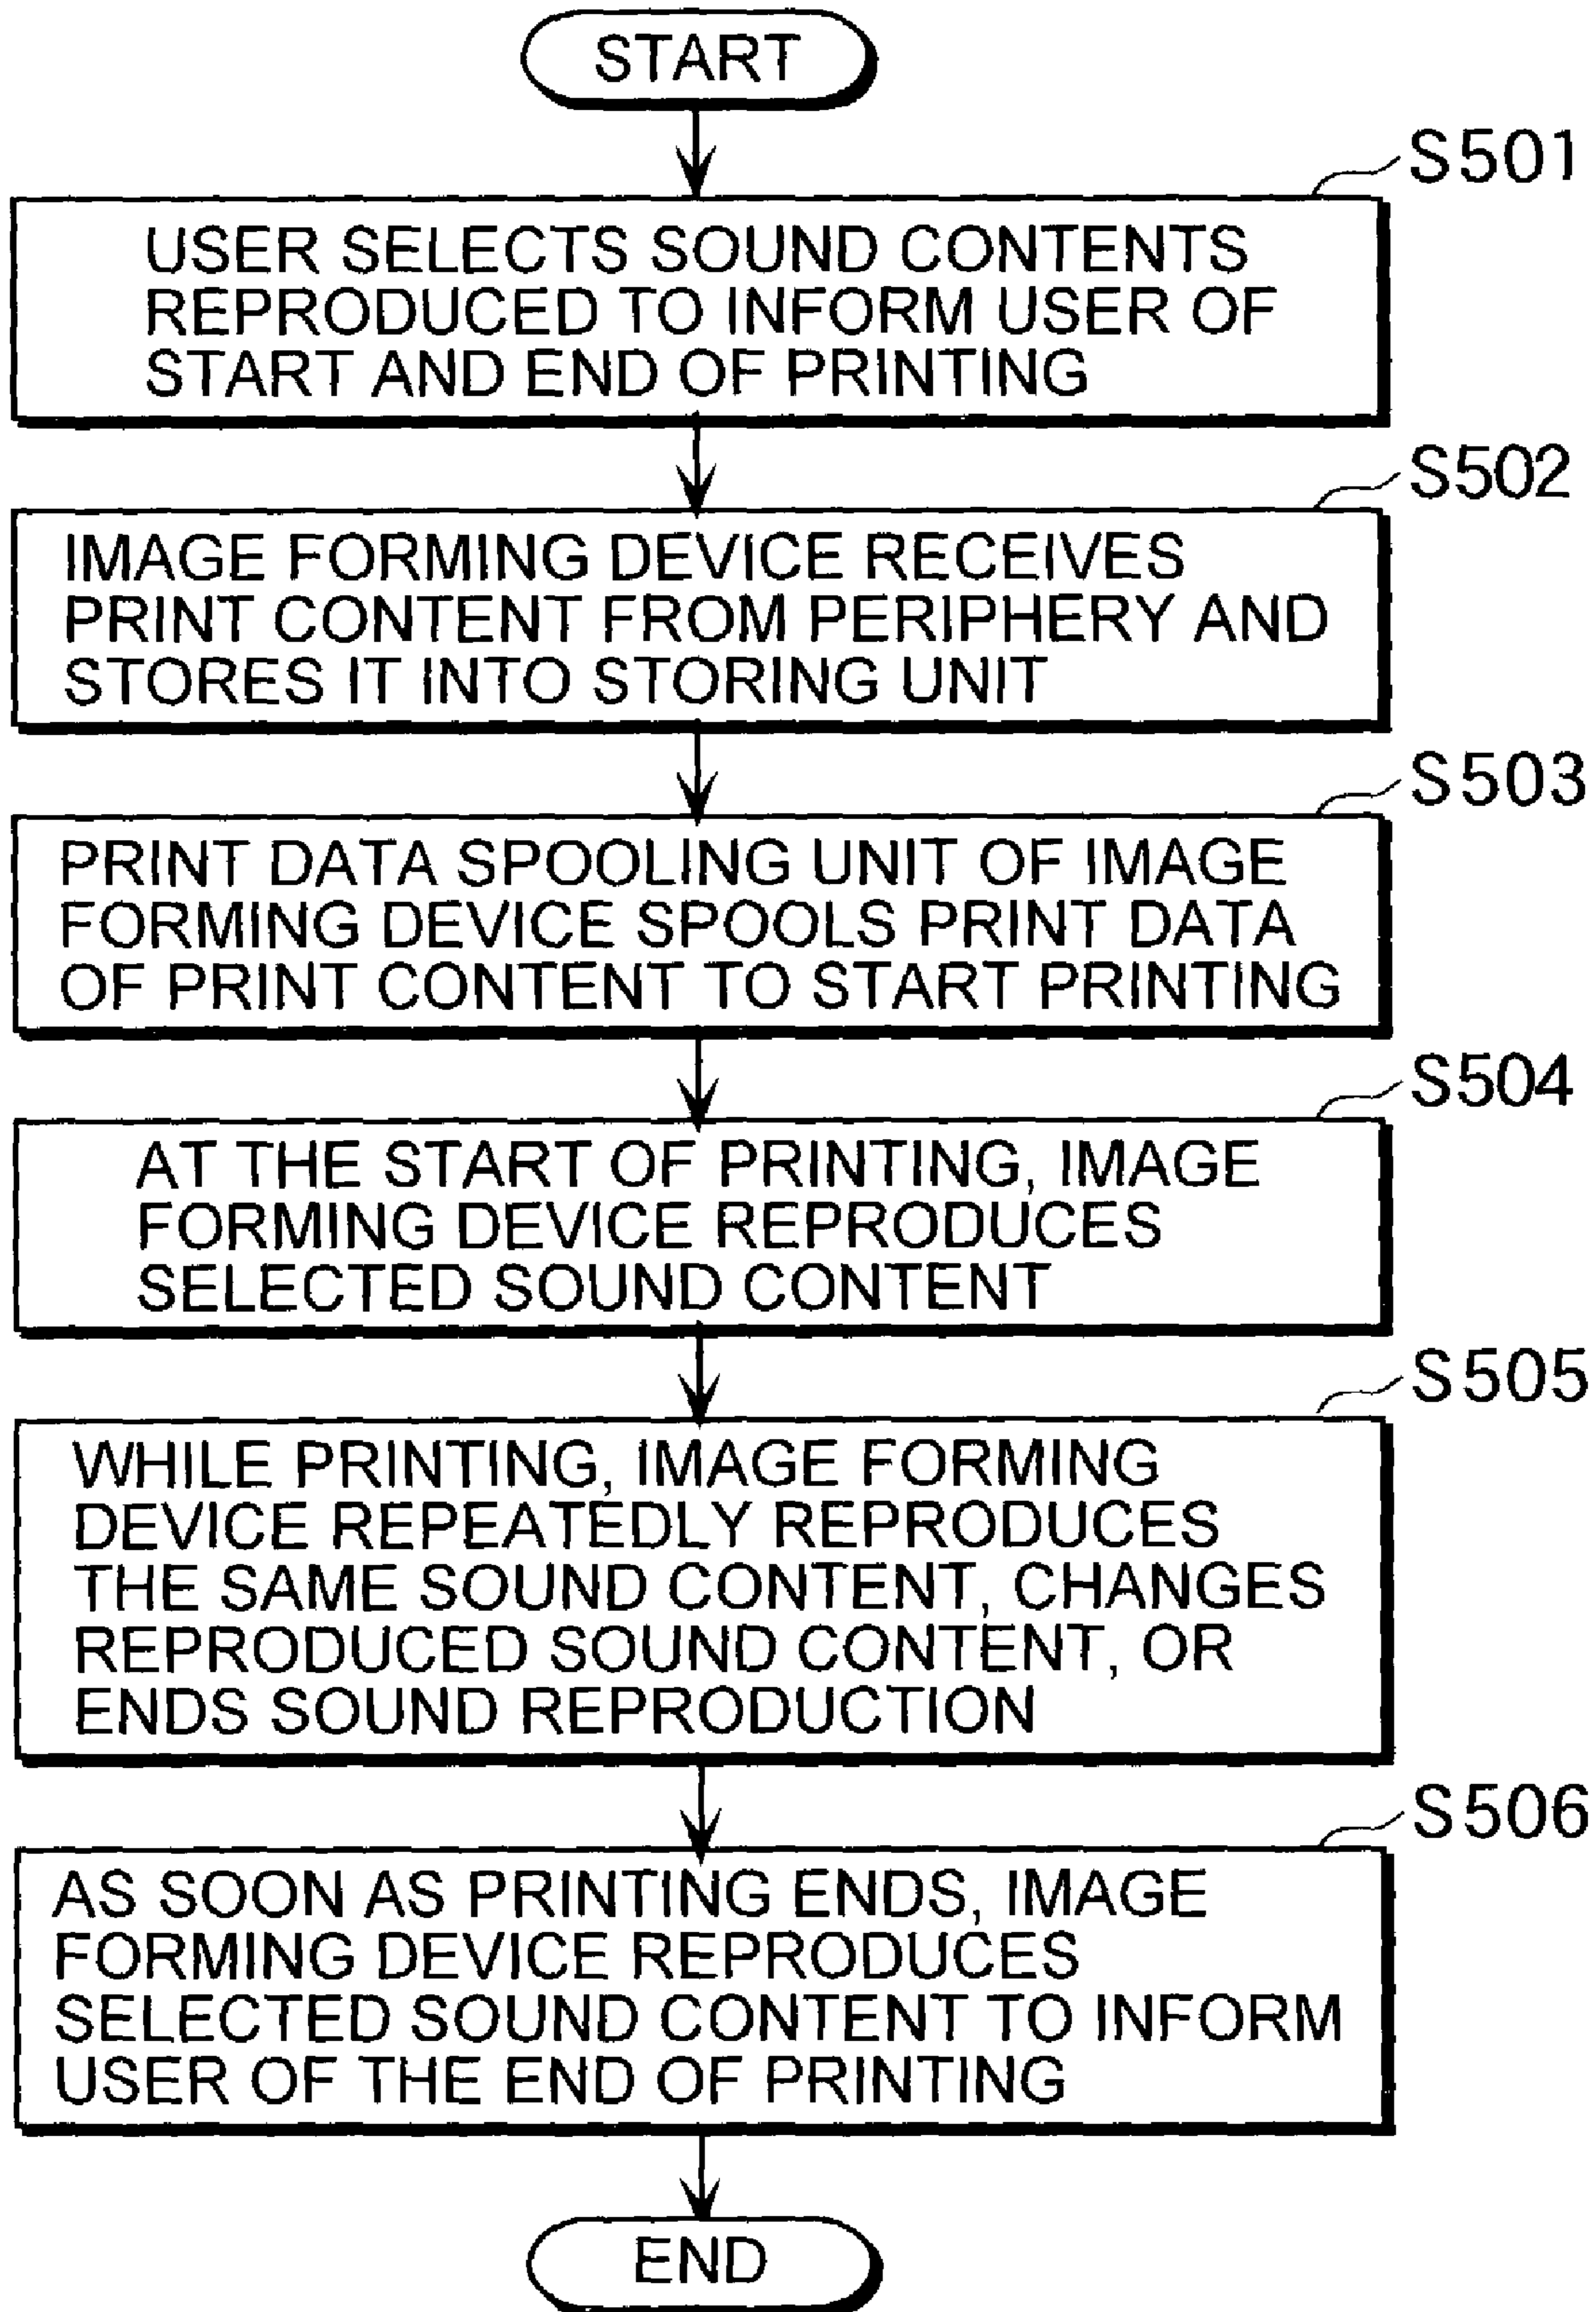 START
S501
USER SELECTS SOUND CONTENTS
REPRODUCED TO INFORM USER OF
START AND END OF PRINTING
S502
IMAGE FORMING DEVICE RECEIVES
PRINT CONTENT FROM PERIPHERY AND
STORES IT INTO STORING UNIT
S503
PRINT DATA SPOOLING UNIT OF IMAGE
FORMING DEVICE SPOOLS PRINT DATA
OF PRINT CONTENT TO START PRINTING
S504
AT THE START OF PRINTING, IMAGE
FORMING DEVICE REPRODUCES
SELECTED SOUND CONTENT
S505
WHILE PRINTING, IMAGE FORMING
DEVICE REPEATEDLY REPRODUCES
THE SAME SOUND CONTENT, CHANGES
REPRODUCED SOUND CONTENT, OR
ENDS SOUND REPRODUCTION
S506
AS SOON AS PRINTING ENDS, IMAGE
FORMING DEVICE REPRODUCES
SELECTED SOUND CONTENT TO INFORM
USER OF THE END OF PRINTING
END